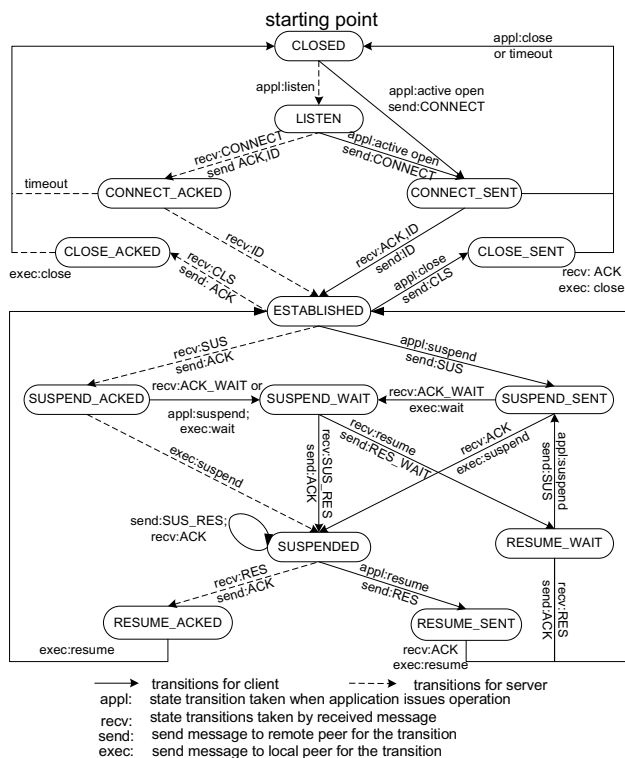 starting point
CLOSED
appl:close
or timeout
appl:listen
appl:active open
send:CONNECT
LISTEN
recv:CONNECT
send ACK,ID
appl:active open
send:CONNECT
timeout
CONNECT_ACKED
CONNECT_SENT
recv:ID
recv:ACK,ID
send:ID
CLOSE_ACKED
CLOSE_SENT
exec:close
recv:CLS
send: ACK
appl:close
send:CLS
recv: ACK
exec: close
ESTABLISHED
recv:SUS
send:ACK
appl:suspend
send:SUS
SUSPEND_ACKED
recv:ACK_WAIT or
appl:suspend;
exec:wait
SUSPEND_WAIT
recv:ACK_WAIT
exec:wait
SUSPEND_SENT
exec:suspend
recv:SUS_RES
send:ACK
recv:resume
send:RES_WAIT
recv:ACK
exec:suspend
appl:suspend
send:SUS
send:SUS_RES;
recv:ACK
SUSPENDED
RESUME_WAIT
recv:RES
send:ACK
appl:resume
send:RES
recv:RES
send:ACK
RESUME_ACKED
RESUME_SENT
exec:resume
recv:ACK
exec:resume
transitions for client
transitions for server
appl: state transition taken when application issues operation
recv: state transitions taken by received message
send: send message to remote peer for the transition
exec: send message to local peer for the transition